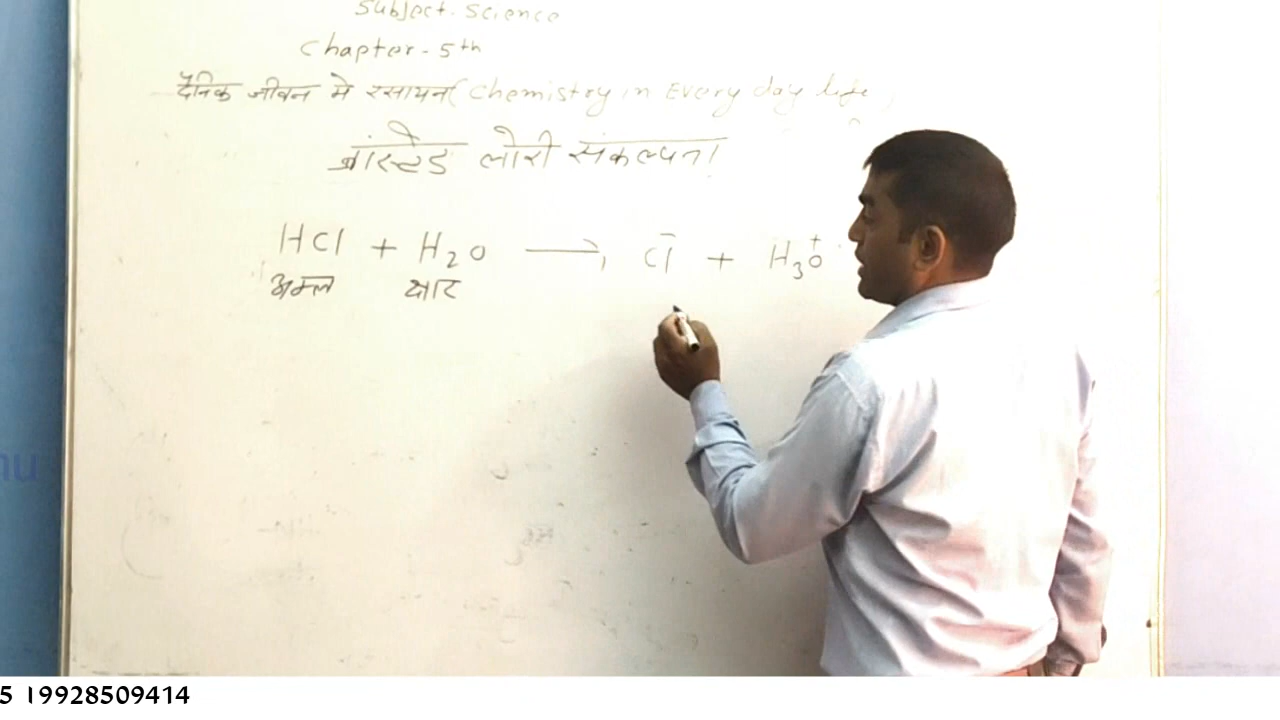 Subject. Science
Chapter - 5th
दैनिक जीवन मे रसायन (Chemistry in Every day life)
ब्रांस्टेड लोरी संकल्पना
HCl + H₂O ⟶ Cl⁻ + H₃O⁺
अम्ल क्षार
nu
5 19928509414